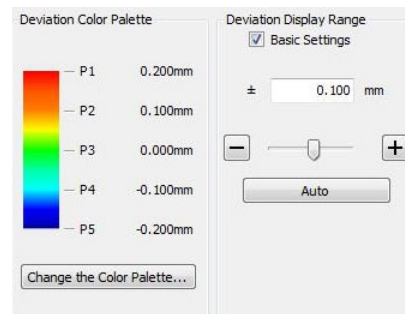 Deviation Color Palette
P1 0.200mm
P2 0.100mm
P3 0.000mm
P4 -0.100mm
P5 -0.200mm
Change the Color Palette...
Deviation Display Range
Basic Settings
± 0.100 mm
Auto